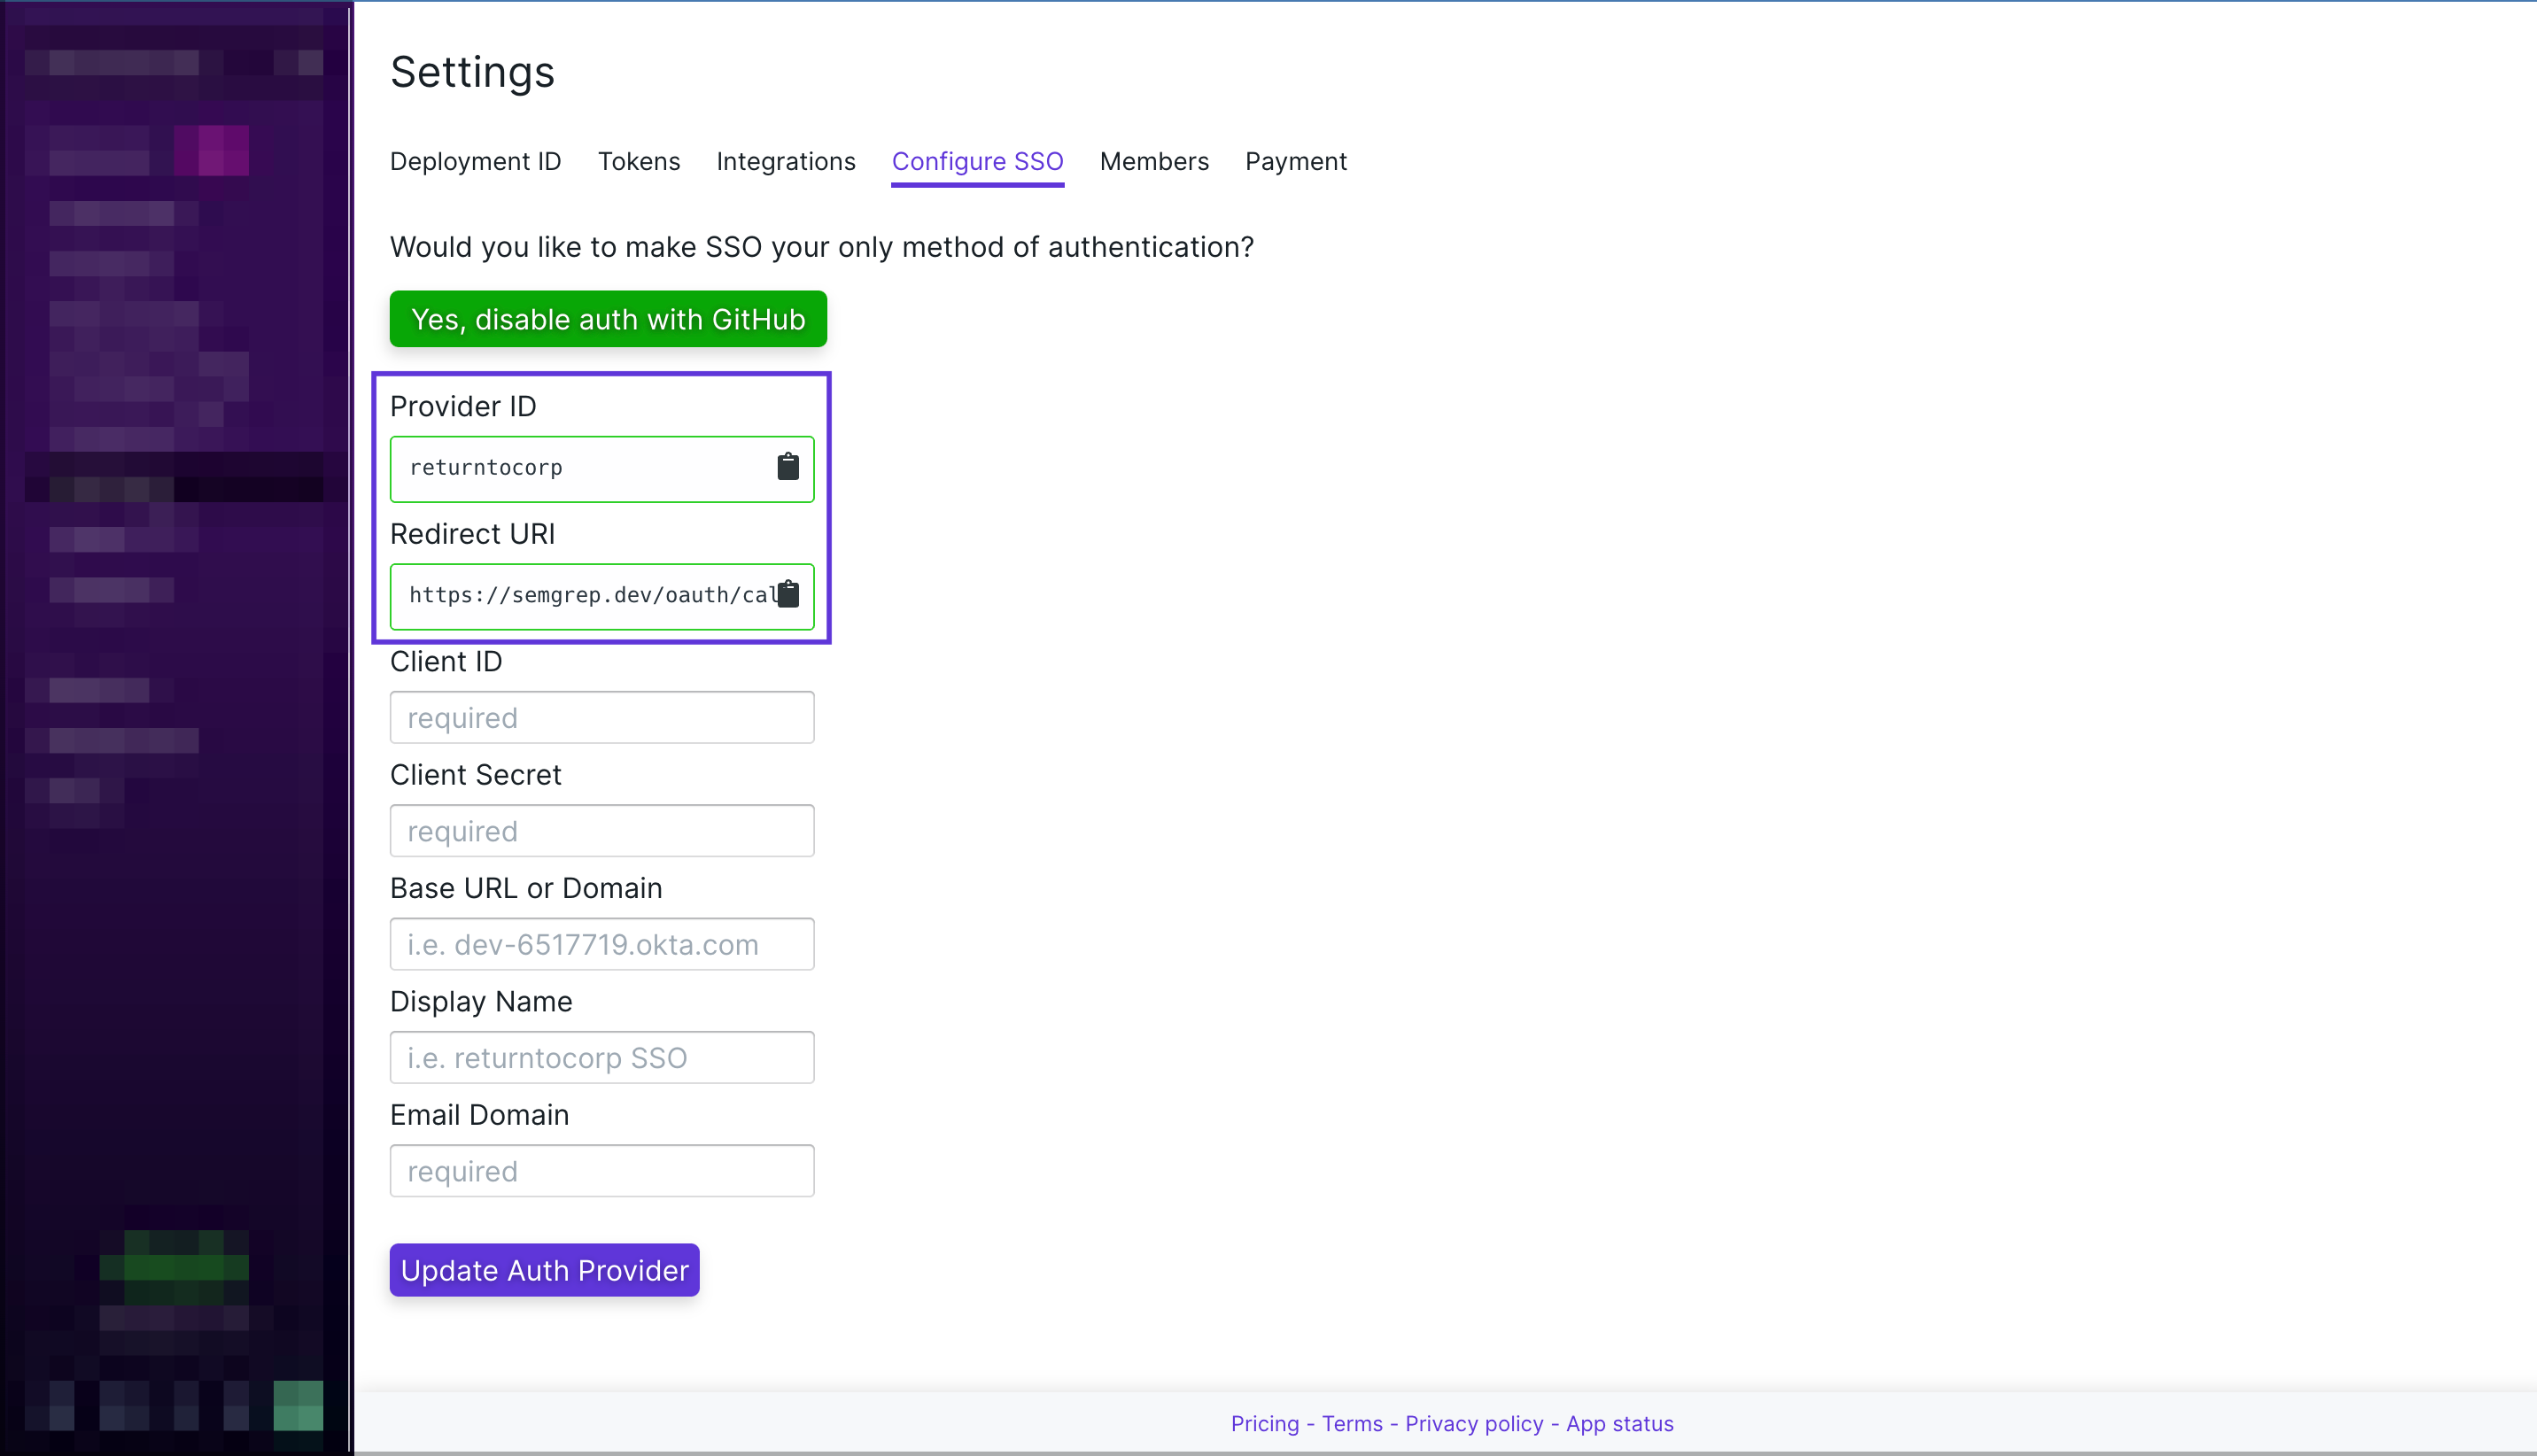 Settings
Deployment ID Tokens Integrations Configure SSO Members Payment
Would you like to make SSO your only method of authentication?
Yes, disable auth with GitHub
Provider ID
returntocorp
Redirect URI
https://semgrep.dev/oauth/cal
Client ID
required
Client Secret
required
Base URL or Domain
i.e. dev-6517719.okta.com
Display Name
i.e. returntocorp SSO
Email Domain
required
Update Auth Provider
Pricing - Terms - Privacy policy - App status